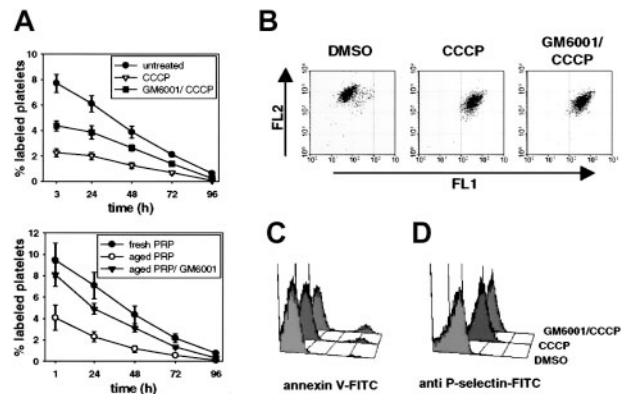 A
% labeled platelets
10
8
6
4
2
0
untreated
CCCP
GM6001/ CCCP
3 24 48 72 96
time (h)
% labeled platelets
12
10
8
6
4
2
0
fresh PRP
aged PRP
aged PRP/ GM6001
1 24 48 72 96
time (h)
B
DMSO CCCP GM6001/
CCCP
FL2
FL1
C
D
GM6001/CCCP
CCCP
DMSO
annexin V-FITC
anti P-selectin-FITC